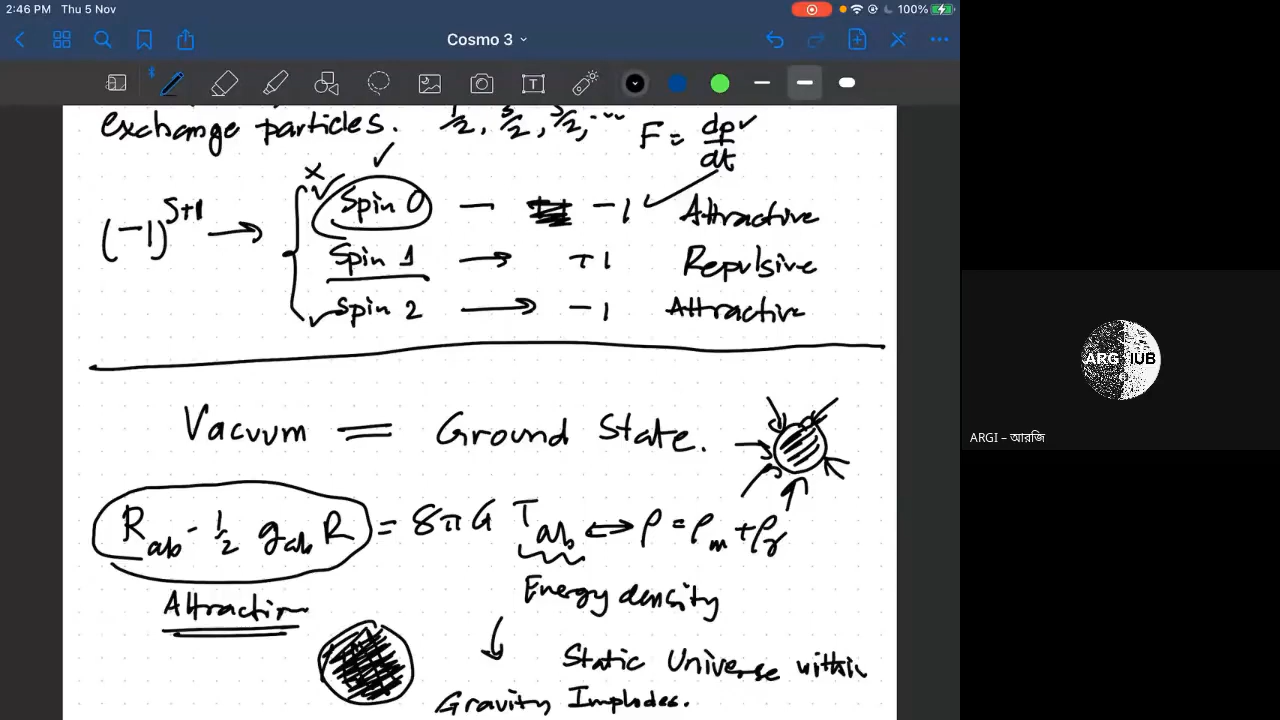 2:46 PM Thu 5 Nov
100%
Cosmo 3
exchange particles. 1/2, 3/2, 5/2, ... F = dp/dt
(-1)^S+1 → Spin 0 — -1 Attractive
Spin 1 → +1 Repulsive
Spin 2 → -1 Attractive
Vacuum = Ground State.
R_ab - 1/2 g_ab R = 8πG T_ab ↔ ρ = ρ_m + ρ_r
Energy density
Attraction
↓ Static Universe within
Gravity Implodes.
ARG IUB
ARGI – আরজি